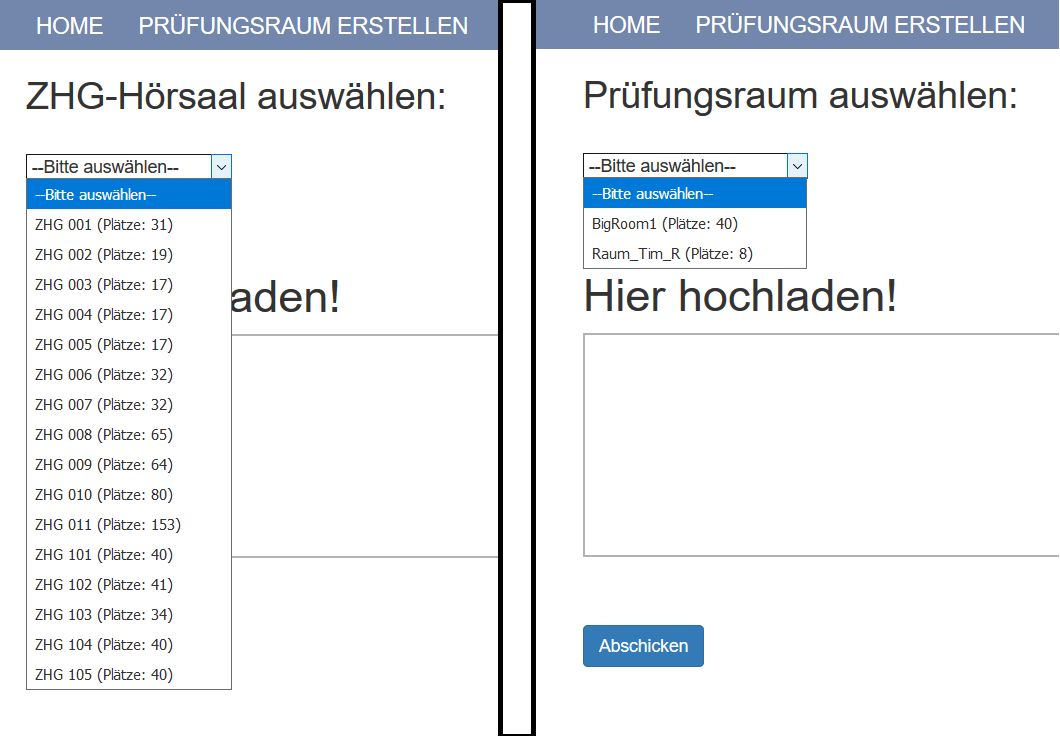 HOME PRÜFUNGSRAUM ERSTELLEN
ZHG-Hörsaal auswählen:
--Bitte auswählen--
--Bitte auswählen--
ZHG 001 (Plätze: 31)
ZHG 002 (Plätze: 19)
ZHG 003 (Plätze: 17)
ZHG 004 (Plätze: 17)
ZHG 005 (Plätze: 17)
ZHG 006 (Plätze: 32)
ZHG 007 (Plätze: 32)
ZHG 008 (Plätze: 65)
ZHG 009 (Plätze: 64)
ZHG 010 (Plätze: 80)
ZHG 011 (Plätze: 153)
ZHG 101 (Plätze: 40)
ZHG 102 (Plätze: 41)
ZHG 103 (Plätze: 34)
ZHG 104 (Plätze: 40)
ZHG 105 (Plätze: 40)
aden!
HOME PRÜFUNGSRAUM ERSTELLEN
Prüfungsraum auswählen:
--Bitte auswählen--
--Bitte auswählen--
BigRoom1 (Plätze: 40)
Raum_Tim_R (Plätze: 8)
Hier hochladen!
Abschicken